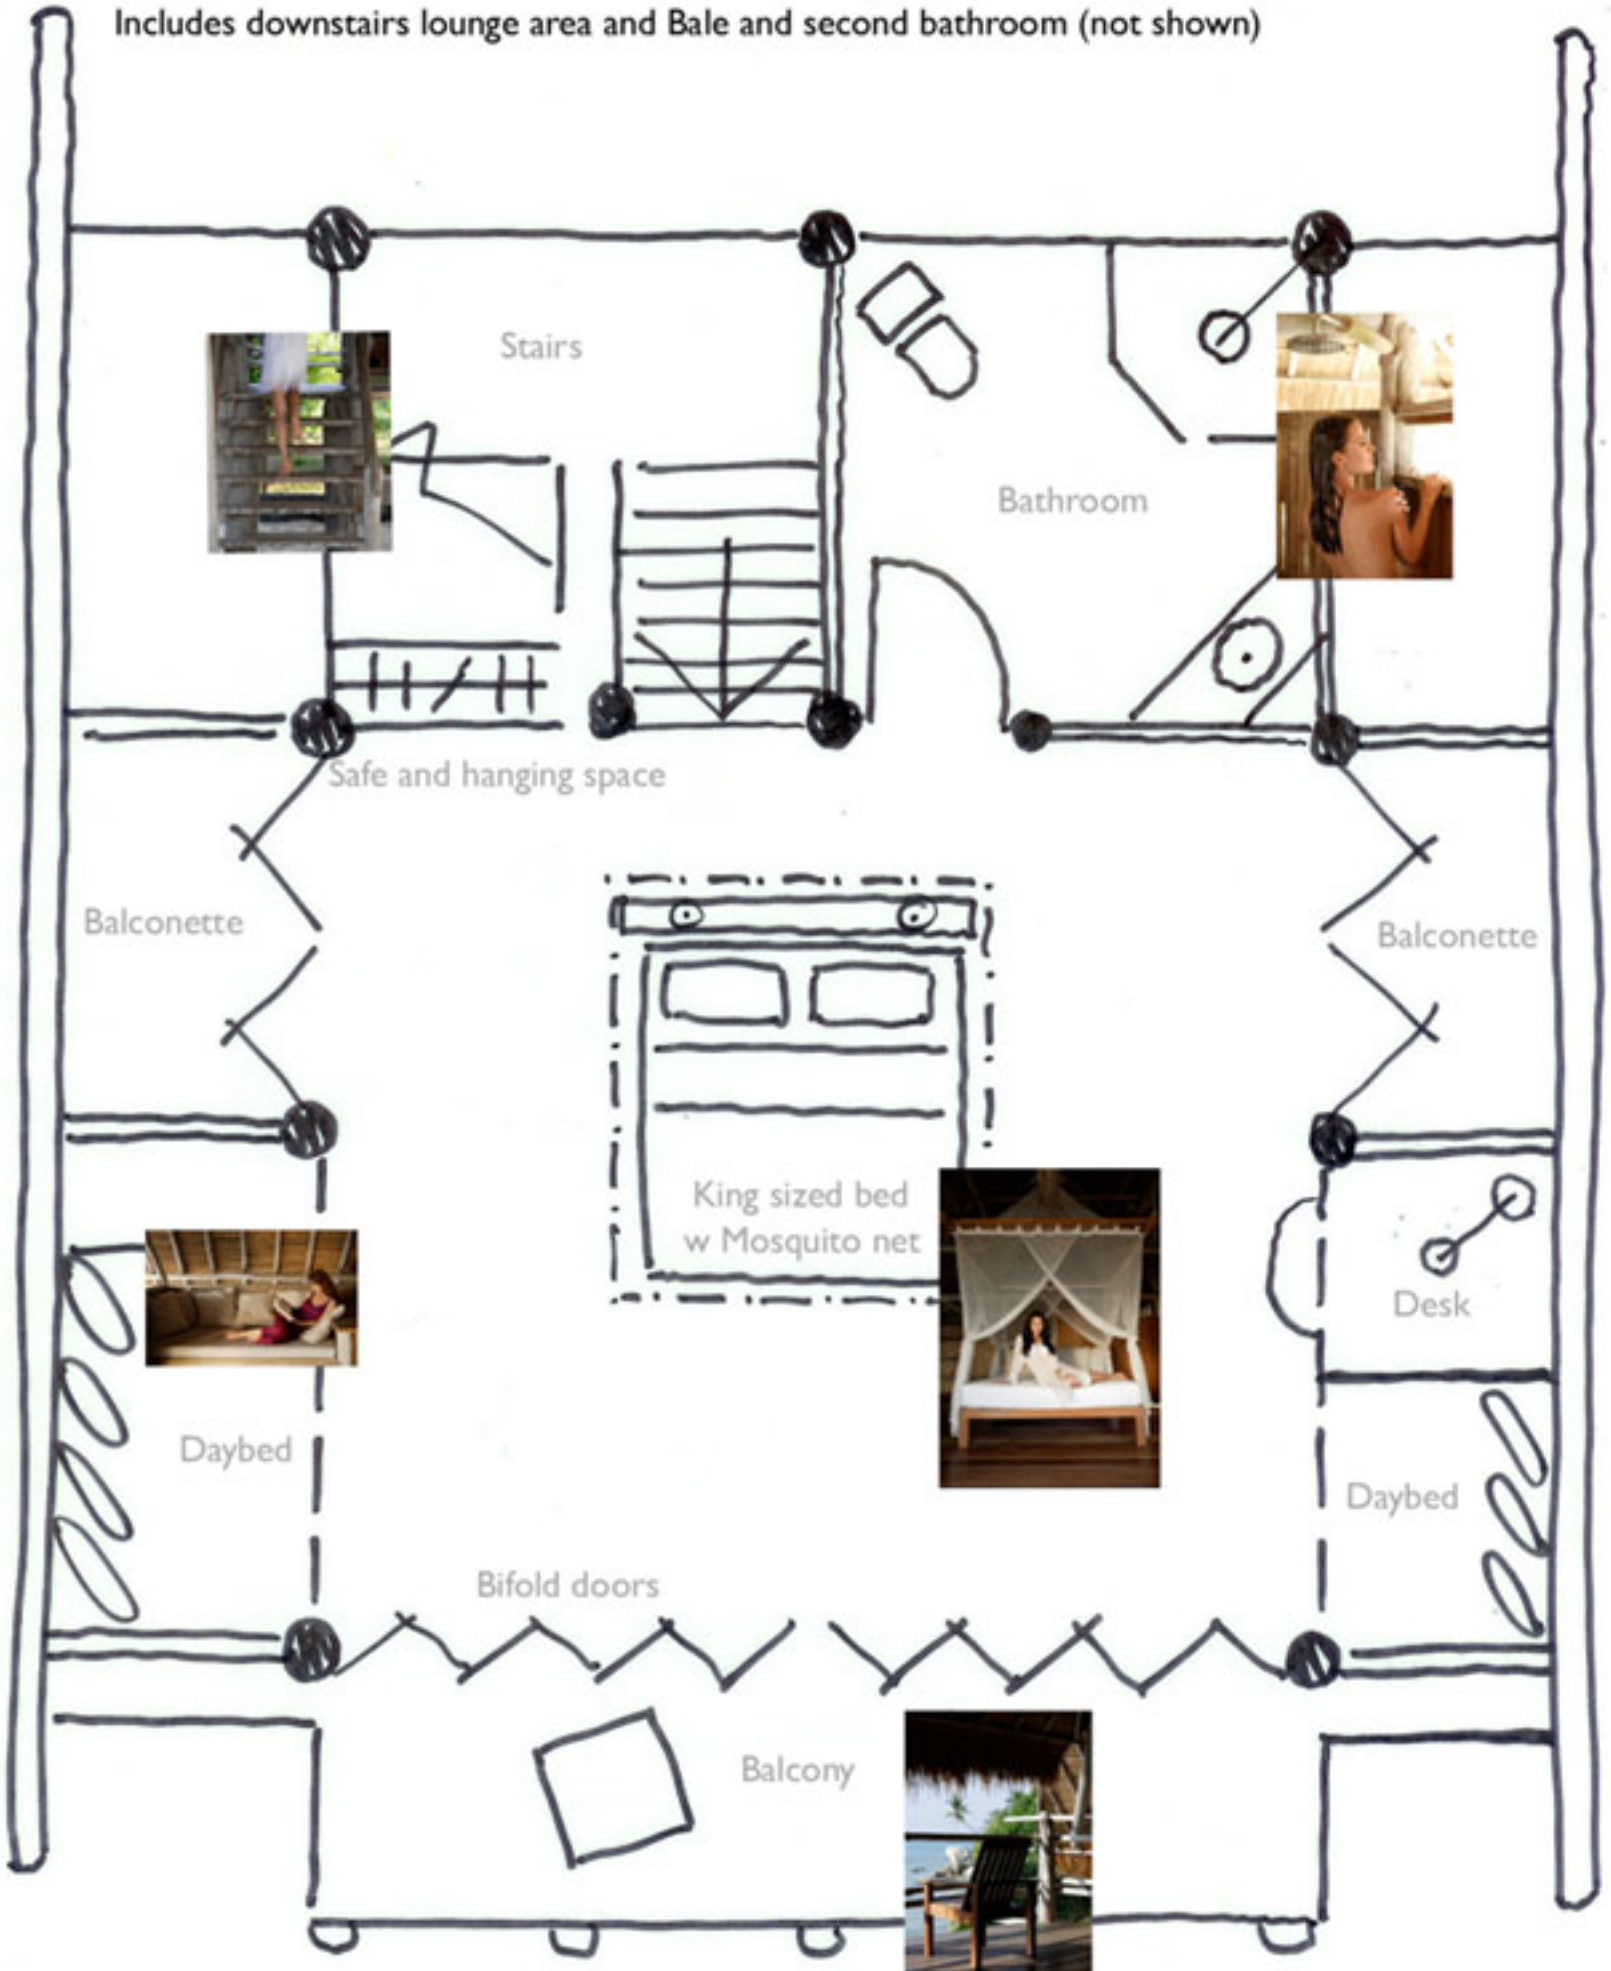 Includes downstairs lounge area and Bale and second bathroom (not shown)
Stairs
Bathroom
Safe and hanging space
Balconette
Balconette
King sized bed
w Mosquito net
Desk
Daybed
Daybed
Bifold doors
Balcony